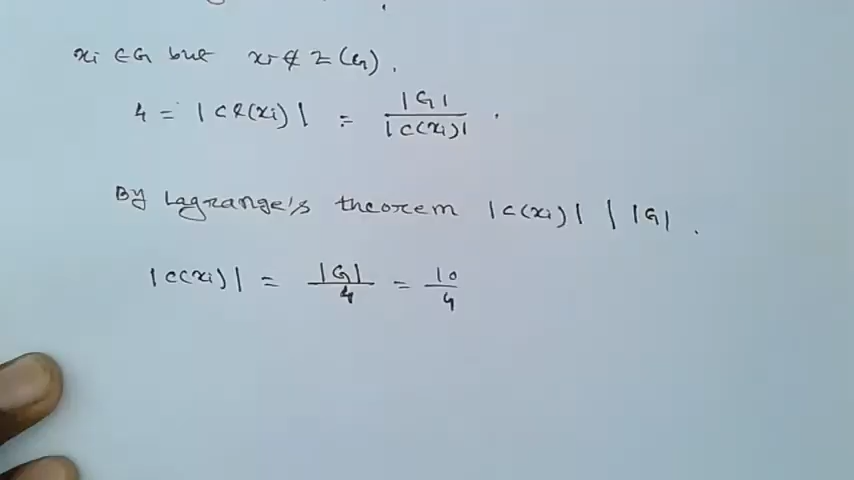 xi ∈ G but xi ∉ Z(G).
4 = |cl(xi)| = |G| / |C(xi)| .
By Lagrange's theorem |C(xi)| | |G| .
|C(xi)| = |G| / 4 = 10 / 4